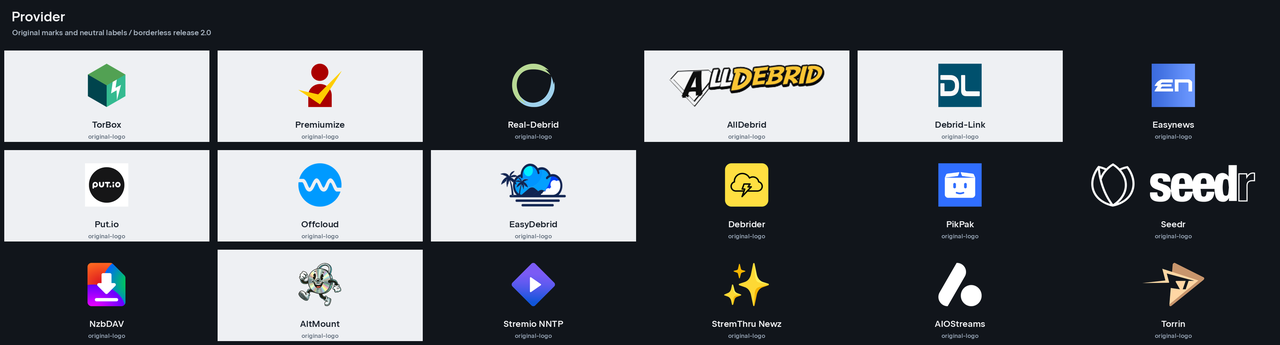 Provider
Original marks and neutral labels / borderless release 2.0
ALLDEBRID
DL
EN
TorBox
Premiumize
Real-Debrid
AllDebrid
Debrid-Link
Easynews
original-logo
original-logo
original-logo
original-logo
original-logo
original-logo
PUT.IO
seedr
Put.io
Offcloud
EasyDebrid
Debrider
PikPak
Seedr
original-logo
original-logo
original-logo
original-logo
original-logo
original-logo
NzbDAV
AltMount
Stremio NNTP
StremThru Newz
AIOStreams
Torrin
original-logo
original-logo
original-logo
original-logo
original-logo
original-logo